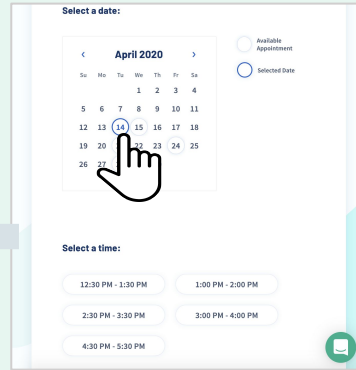 Select a date:
Available
Appointment
April 2020
Selected Date
Su Mo Tu We Th Fr Sa
1 2 3 4
5 6 7 8 9 10 11
12 13 14 15 16 17 18
19 20 22 23 24 25
26 27
Select a time:
12:30 PM - 1:30 PM
1:00 PM - 2:00 PM
2:30 PM - 3:30 PM
3:00 PM - 4:00 PM
4:30 PM - 5:30 PM